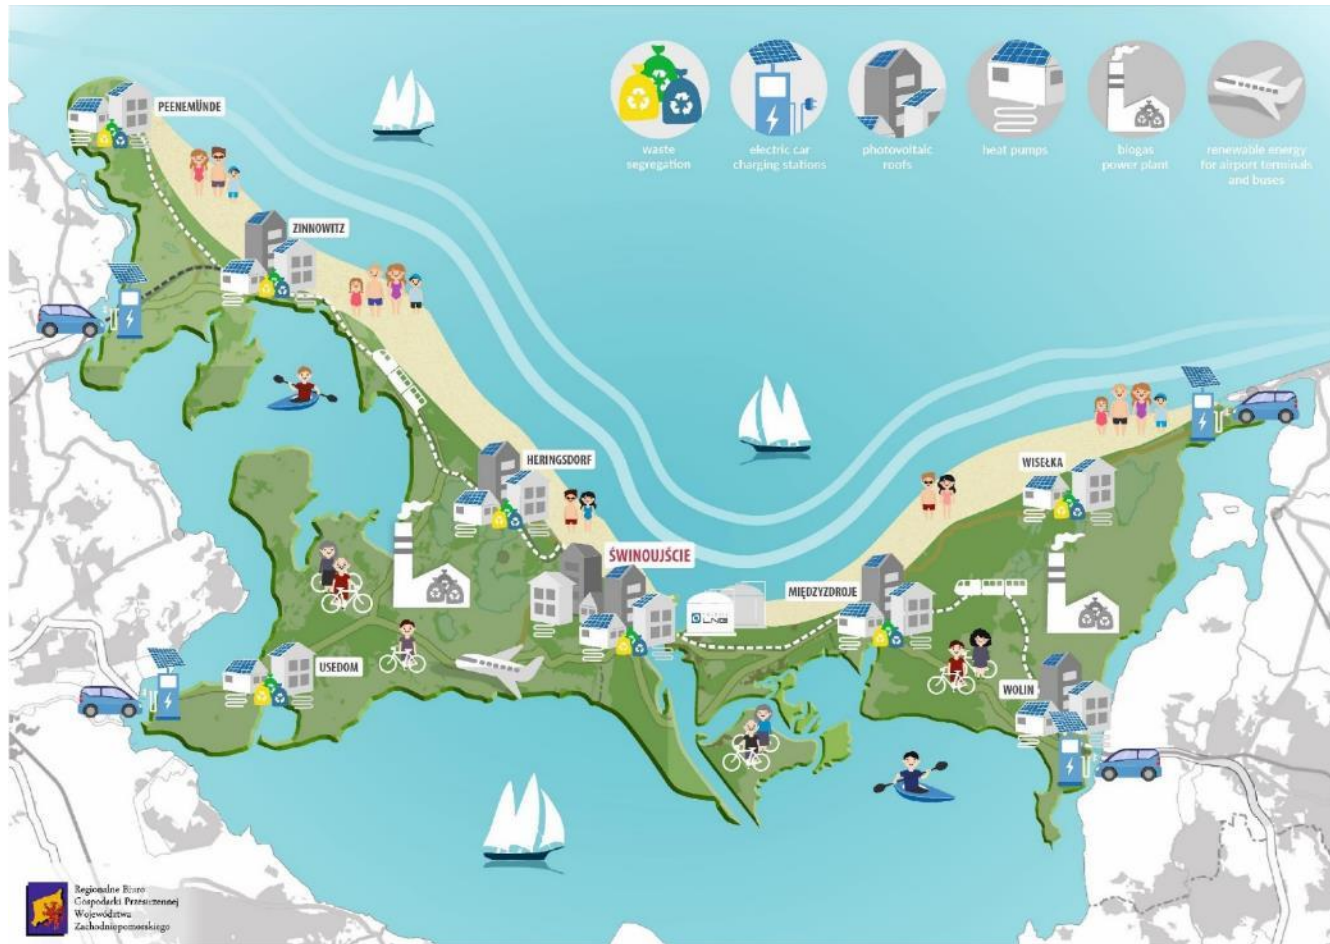 waste
segregation
electric car
charging stations
photovoltaic
roofs
heat pumps
biogas
power plant
renewable energy
for airport terminals
and buses
PEENEMÜNDE
ZINNOWITZ
HERINGSDORF
WISEŁKA
ŚWINOUJŚCIE
MIĘDZYZDROJE
LNG
USEDOM
WOLIN
Regionalne Biuro
Gospodarki Przestrzennej
Województwa
Zachodniopomorskiego